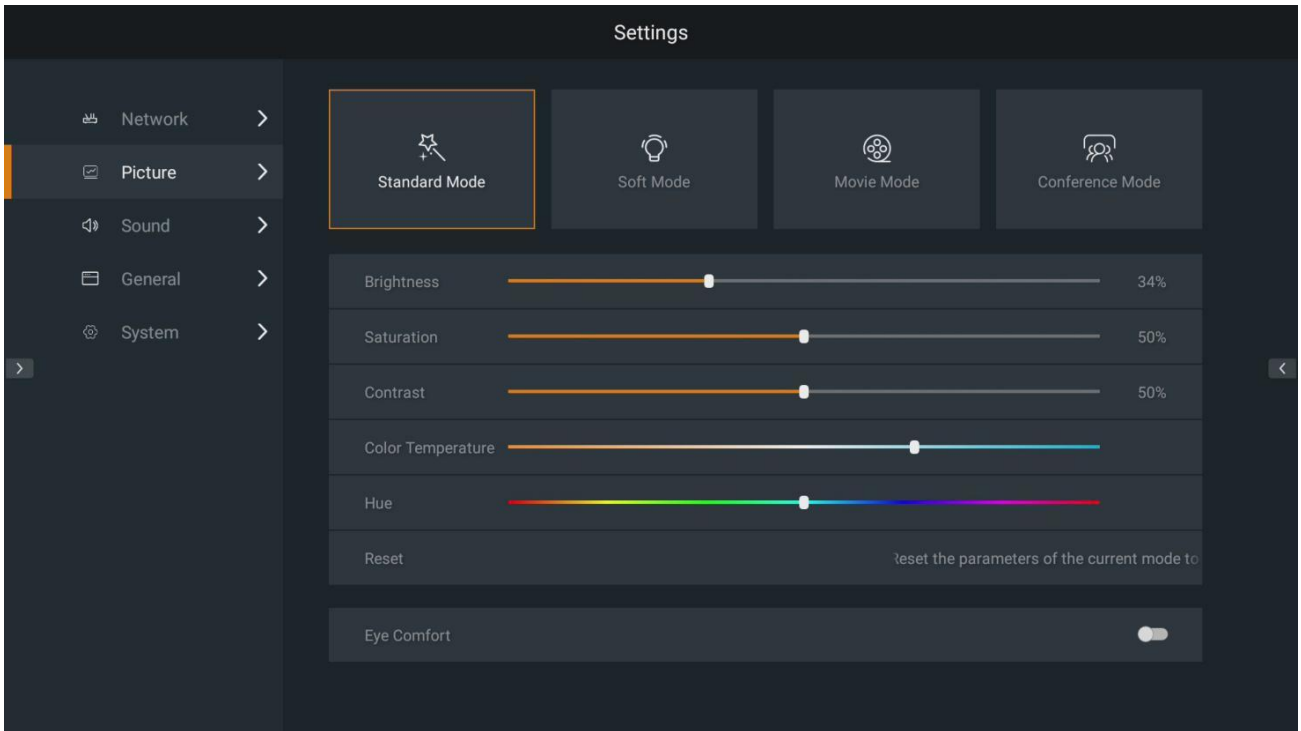 Settings
Network
Picture
Sound
General
System
Standard Mode
Soft Mode
Movie Mode
Conference Mode
Brightness
34%
Saturation
50%
Contrast
50%
Color Temperature
Hue
Reset
Reset the parameters of the current mode to
Eye Comfort